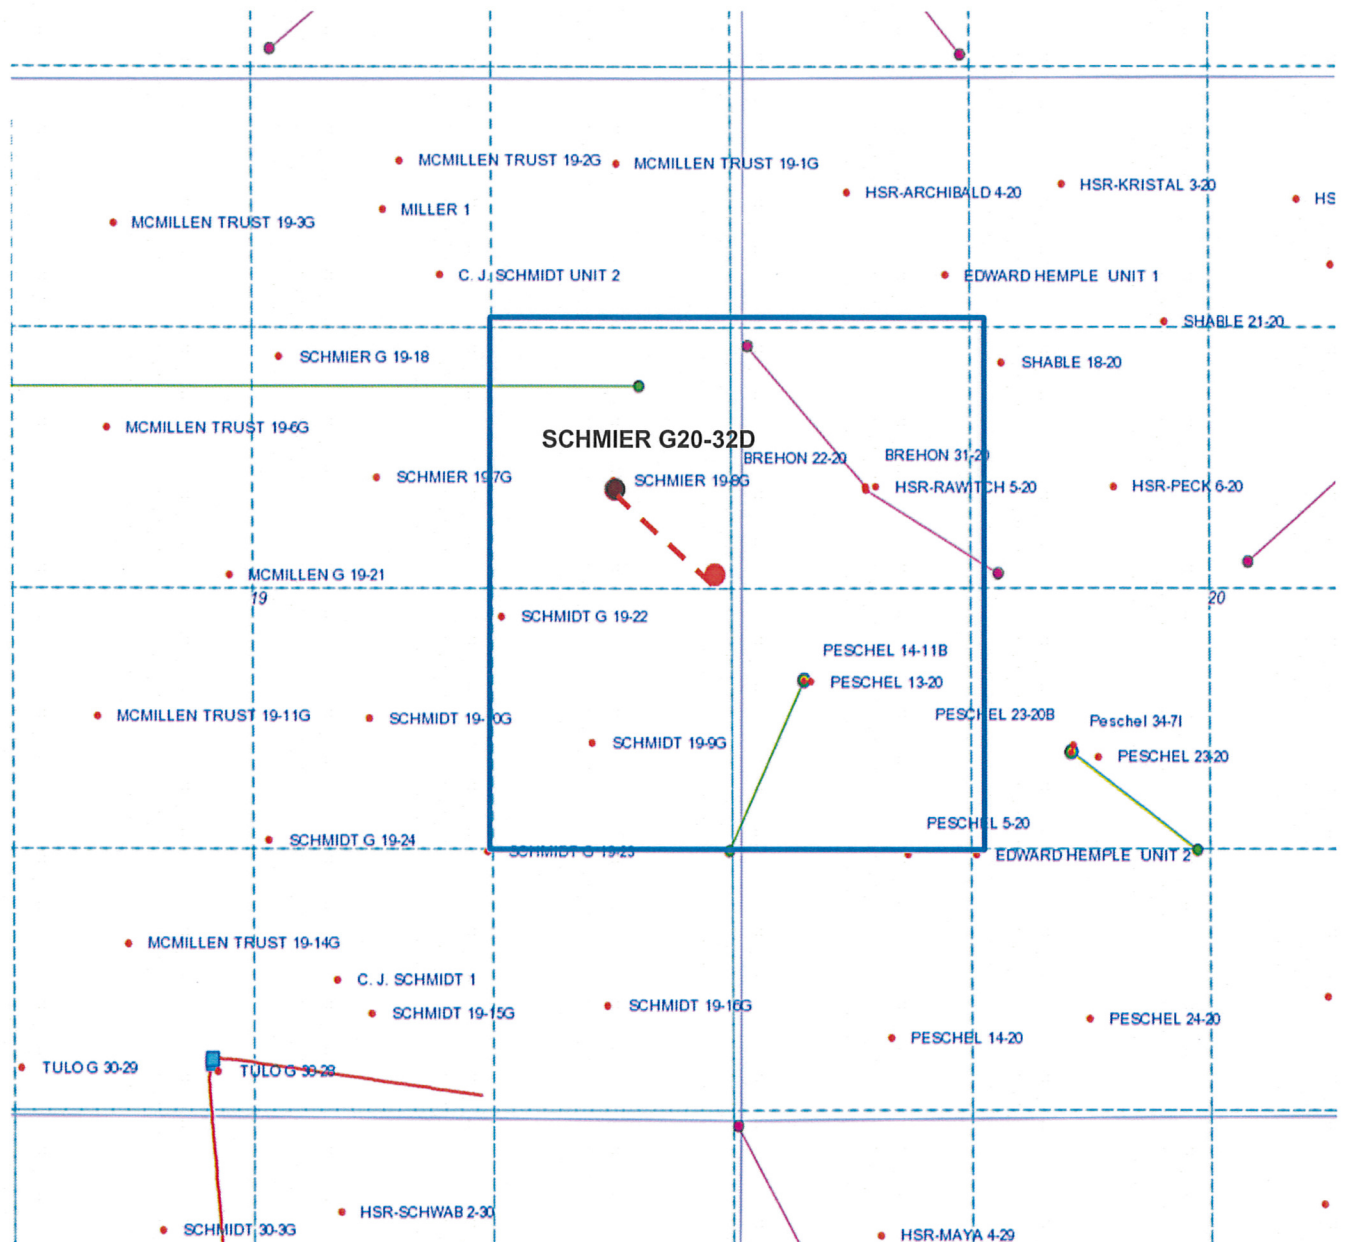 MCMILLEN TRUST 19-2G
MCMILLEN TRUST 19-1G
HSR-KRISTAL 3-20
HSR-ARCHIBALD 4-20
HS
MILLER 1
MCMILLEN TRUST 19-3G
C. J. SCHMIDT UNIT 2
EDWARD HEMPLE UNIT 1
SHABLE 21-20
SCHMIER G 19-18
SHABLE 18-20
MCMILLEN TRUST 19-6G
SCHMIER G20-32D
BREHON 22-20
BREHON 31-20
SCHMIER 19-7G
SCHMIER 19-8G
HSR-RAWITCH 5-20
HSR-PECK 6-20
MCMILLEN G 19-21
19
20
SCHMIDT G 19-22
PESCHEL 14-11B
PESCHEL 13-20
MCMILLEN TRUST 19-11G
SCHMIDT 19-10G
PESCHEL 23-20B
Peschel 34-7I
SCHMIDT 19-9G
PESCHEL 23-20
PESCHEL 5-20
SCHMIDT G 19-24
SCHMIDT G 19-23
EDWARD HEMPLE UNIT 2
MCMILLEN TRUST 19-14G
C. J. SCHMIDT 1
SCHMIDT 19-15G
SCHMIDT 19-16G
PESCHEL 24-20
PESCHEL 14-20
TULO G 30-29
TULO G 30-28
HSR-SCHWAB 2-30
SCHMIDT 30-3G
HSR-MAYA 4-29